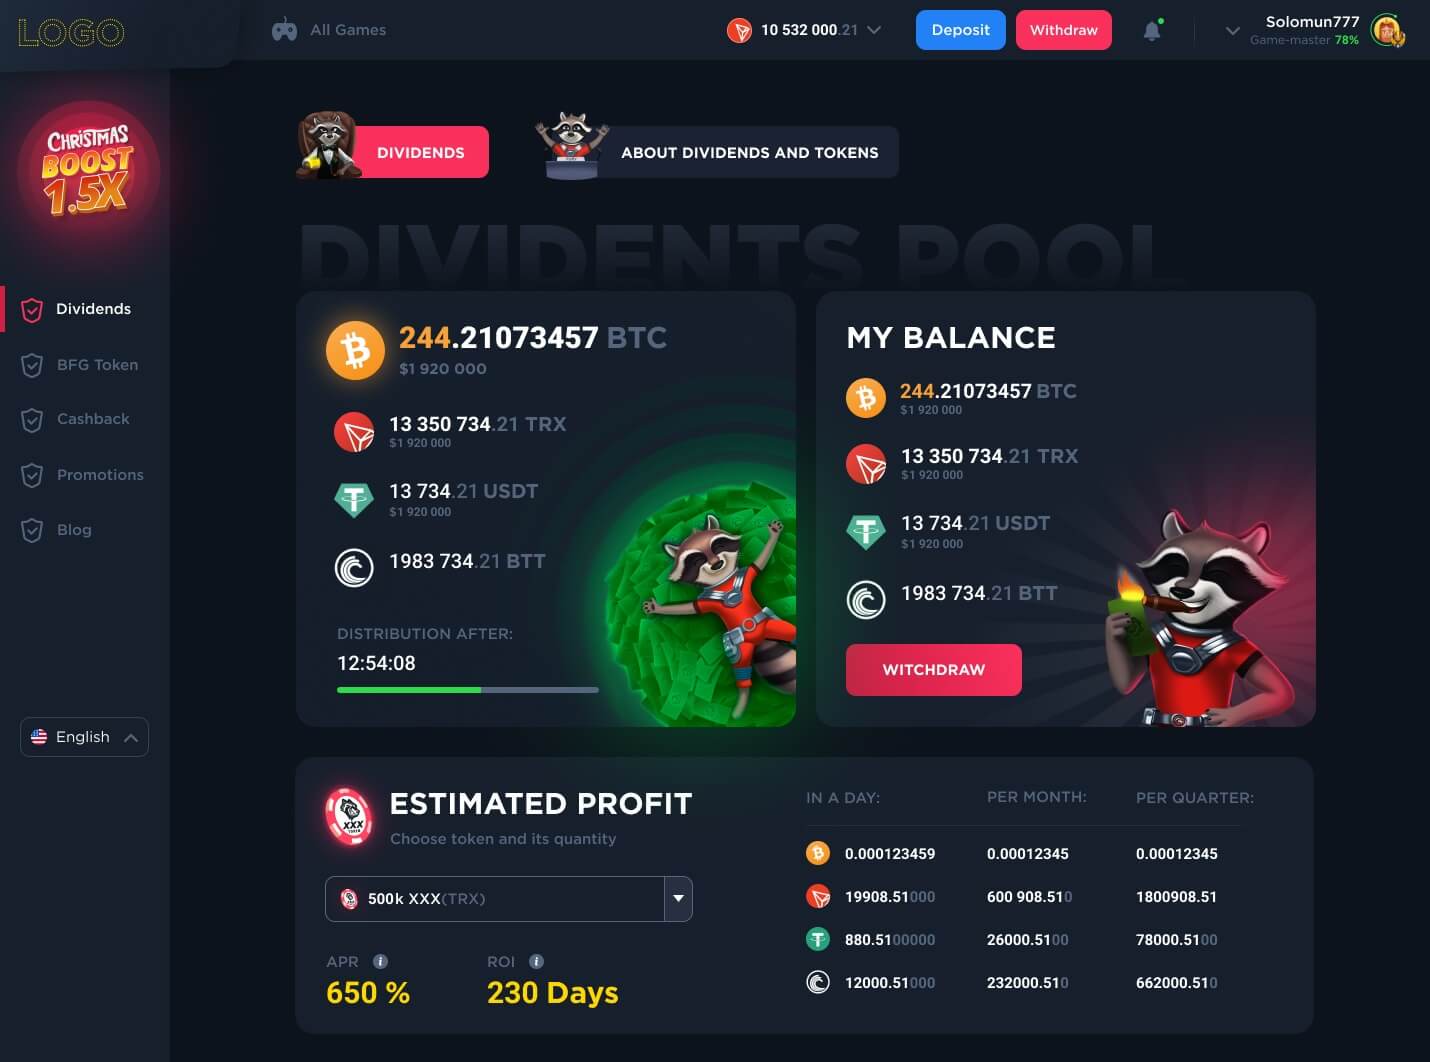 LOGO
All Games
10 532 000.21
Deposit
Withdraw
Solomun777
Game-master 78%
CHRISTMAS
BOOST
1.5X
Dividends
BFG Token
Cashback
Promotions
Blog
English
DIVIDENDS
ABOUT DIVIDENDS AND TOKENS
DIVIDENTS POOL
244.21073457 BTC
$1 920 000
13 350 734.21 TRX
$1 920 000
13 734.21 USDT
$1 920 000
1983 734.21 BTT
DISTRIBUTION AFTER:
12:54:08
MY BALANCE
244.21073457 BTC
$1 920 000
13 350 734.21 TRX
$1 920 000
13 734.21 USDT
$1 920 000
1983 734.21 BTT
WITCHDRAW
XXX
TOKEN
ESTIMATED PROFIT
Choose token and its quantity
500k XXX(TRX)
APR
650 %
ROI
230 Days
IN A DAY: PER MONTH: PER QUARTER:
0.000123459 0.00012345 0.00012345
19908.51000 600 908.510 1800908.51
880.5100000 26000.5100 78000.5100
12000.51000 232000.510 662000.510